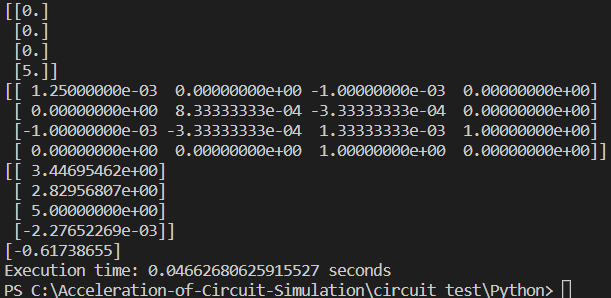 [[0.]
 [0.]
 [0.]
 [5.]]
[[ 1.25000000e-03  0.00000000e+00 -1.00000000e-03  0.00000000e+00]
 [ 0.00000000e+00  8.33333333e-04 -3.33333333e-04  0.00000000e+00]
 [-1.00000000e-03 -3.33333333e-04  1.33333333e-03  1.00000000e+00]
 [ 0.00000000e+00  0.00000000e+00  1.00000000e+00  0.00000000e+00]]
[[ 3.44695462e+00]
 [ 2.82956807e+00]
 [ 5.00000000e+00]
 [-2.27652269e-03]]
[-0.61738655]
Execution time: 0.04662680625915527 seconds
PS C:\Acceleration-of-Circuit-Simulation\circuit test\Python>